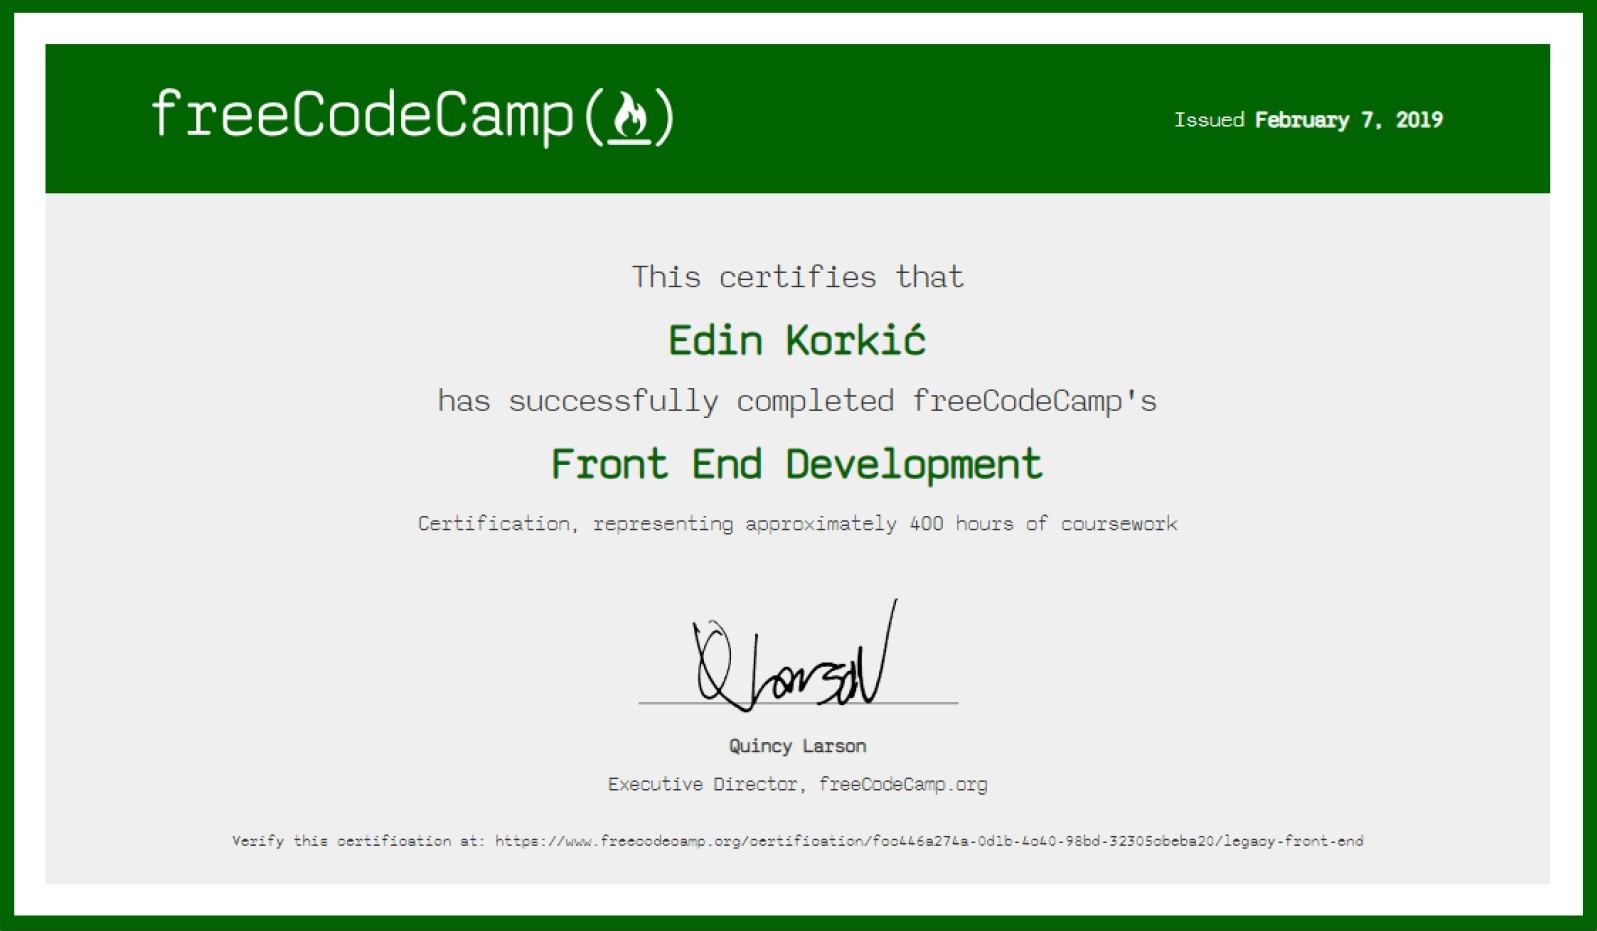 freeCodeCamp(🔥)
Issued February 7, 2019
This certifies that
Edin Korkić
has successfully completed freeCodeCamp's
Front End Development
Certification, representing approximately 400 hours of coursework
Q Larson
Quincy Larson
Executive Director, freeCodeCamp.org
Verify this certification at: https://www.freecodecamp.org/certification/fcc446a274a-0d1b-4c40-98bd-32305cbeba20/legacy-front-end